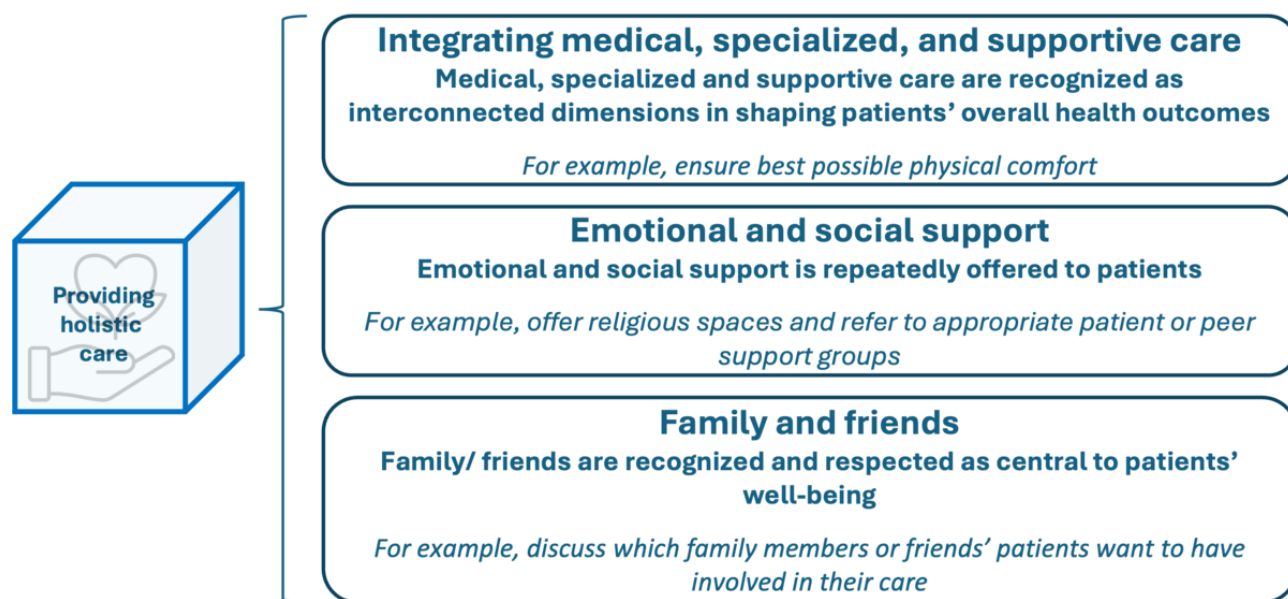 Providing
holistic
care
Integrating medical, specialized, and supportive care
Medical, specialized and supportive care are recognized as
interconnected dimensions in shaping patients’ overall health outcomes
For example, ensure best possible physical comfort
Emotional and social support
Emotional and social support is repeatedly offered to patients
For example, offer religious spaces and refer to appropriate patient or peer
support groups
Family and friends
Family/ friends are recognized and respected as central to patients’
well-being
For example, discuss which family members or friends’ patients want to have
involved in their care